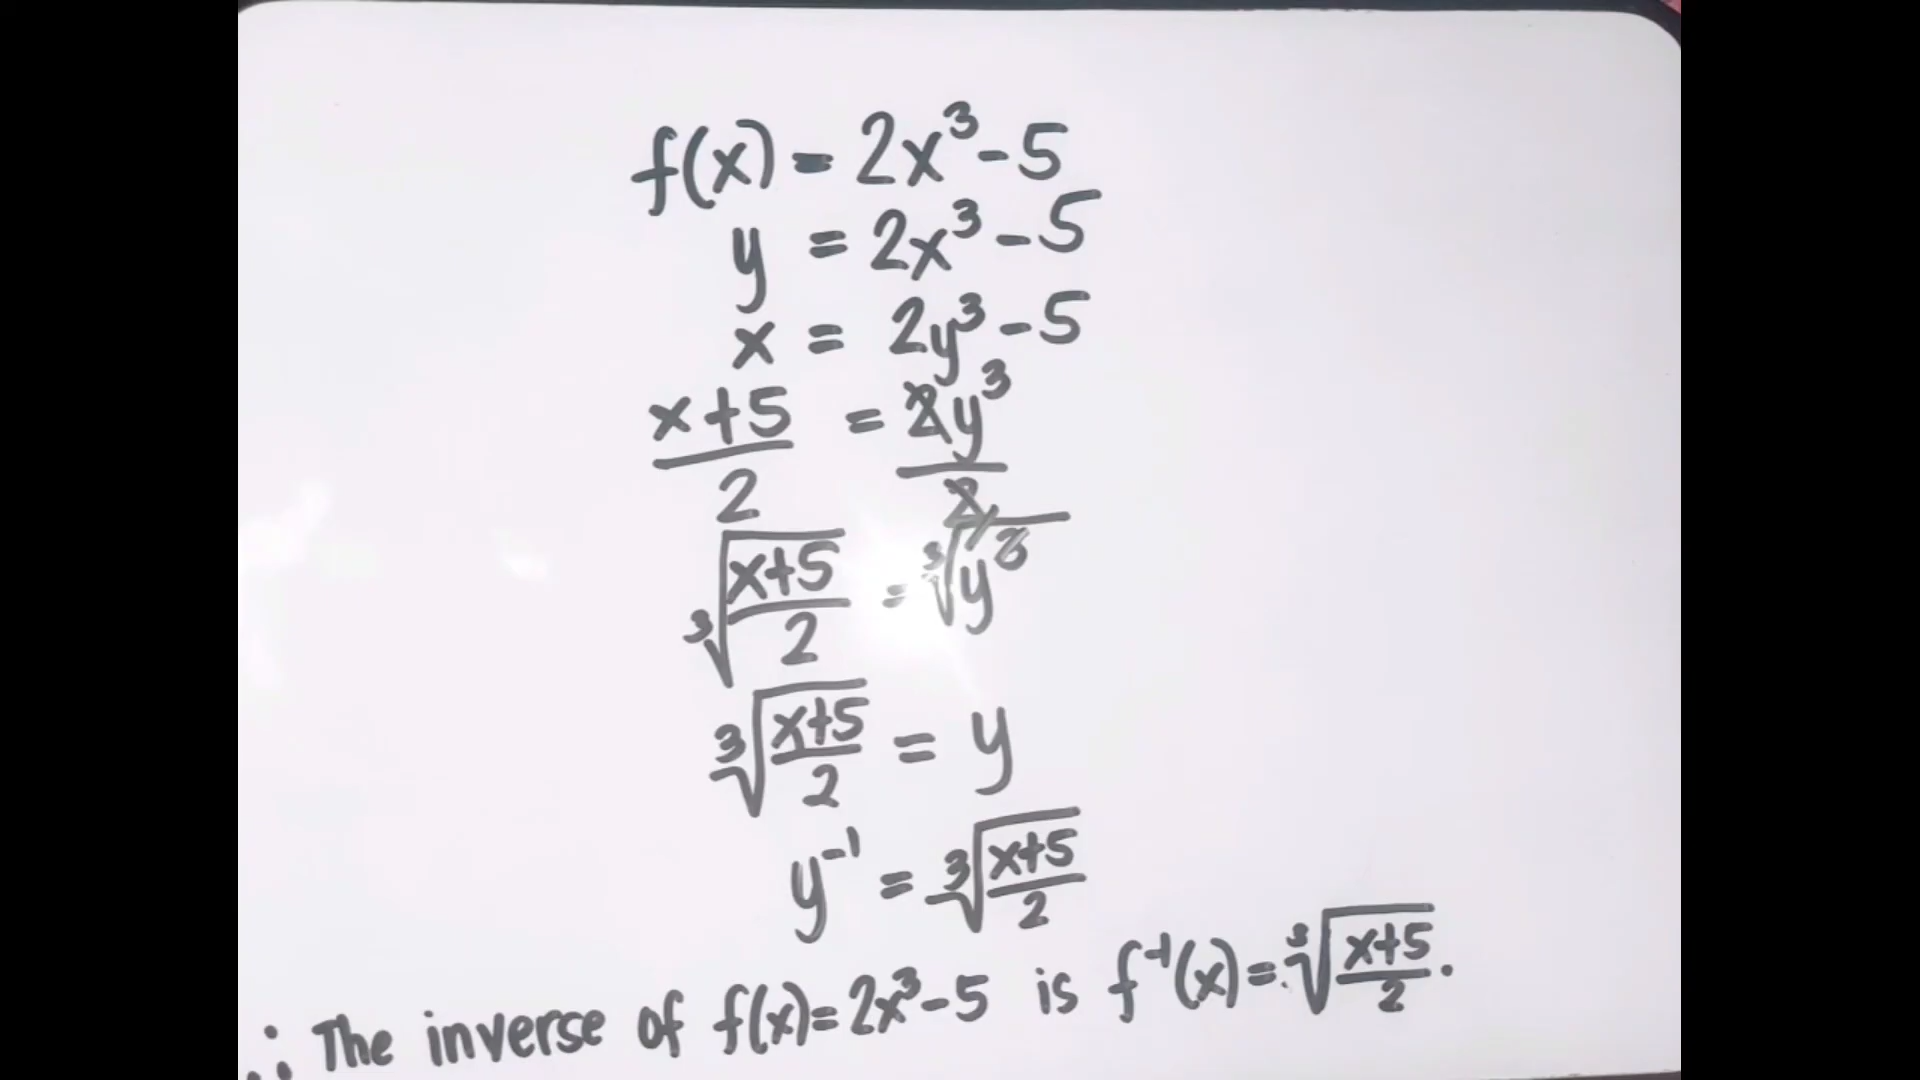 f(x) = 2x³ - 5
y = 2x³ - 5
x = 2y³ - 5
x+5/2 = 2y³/2
∛(x+5/2) = ∛y³
∛(x+5/2) = y
y⁻¹ = ∛(x+5/2)
∴ The inverse of f(x) = 2x³-5 is f⁻¹(x) = ∛(x+5/2).